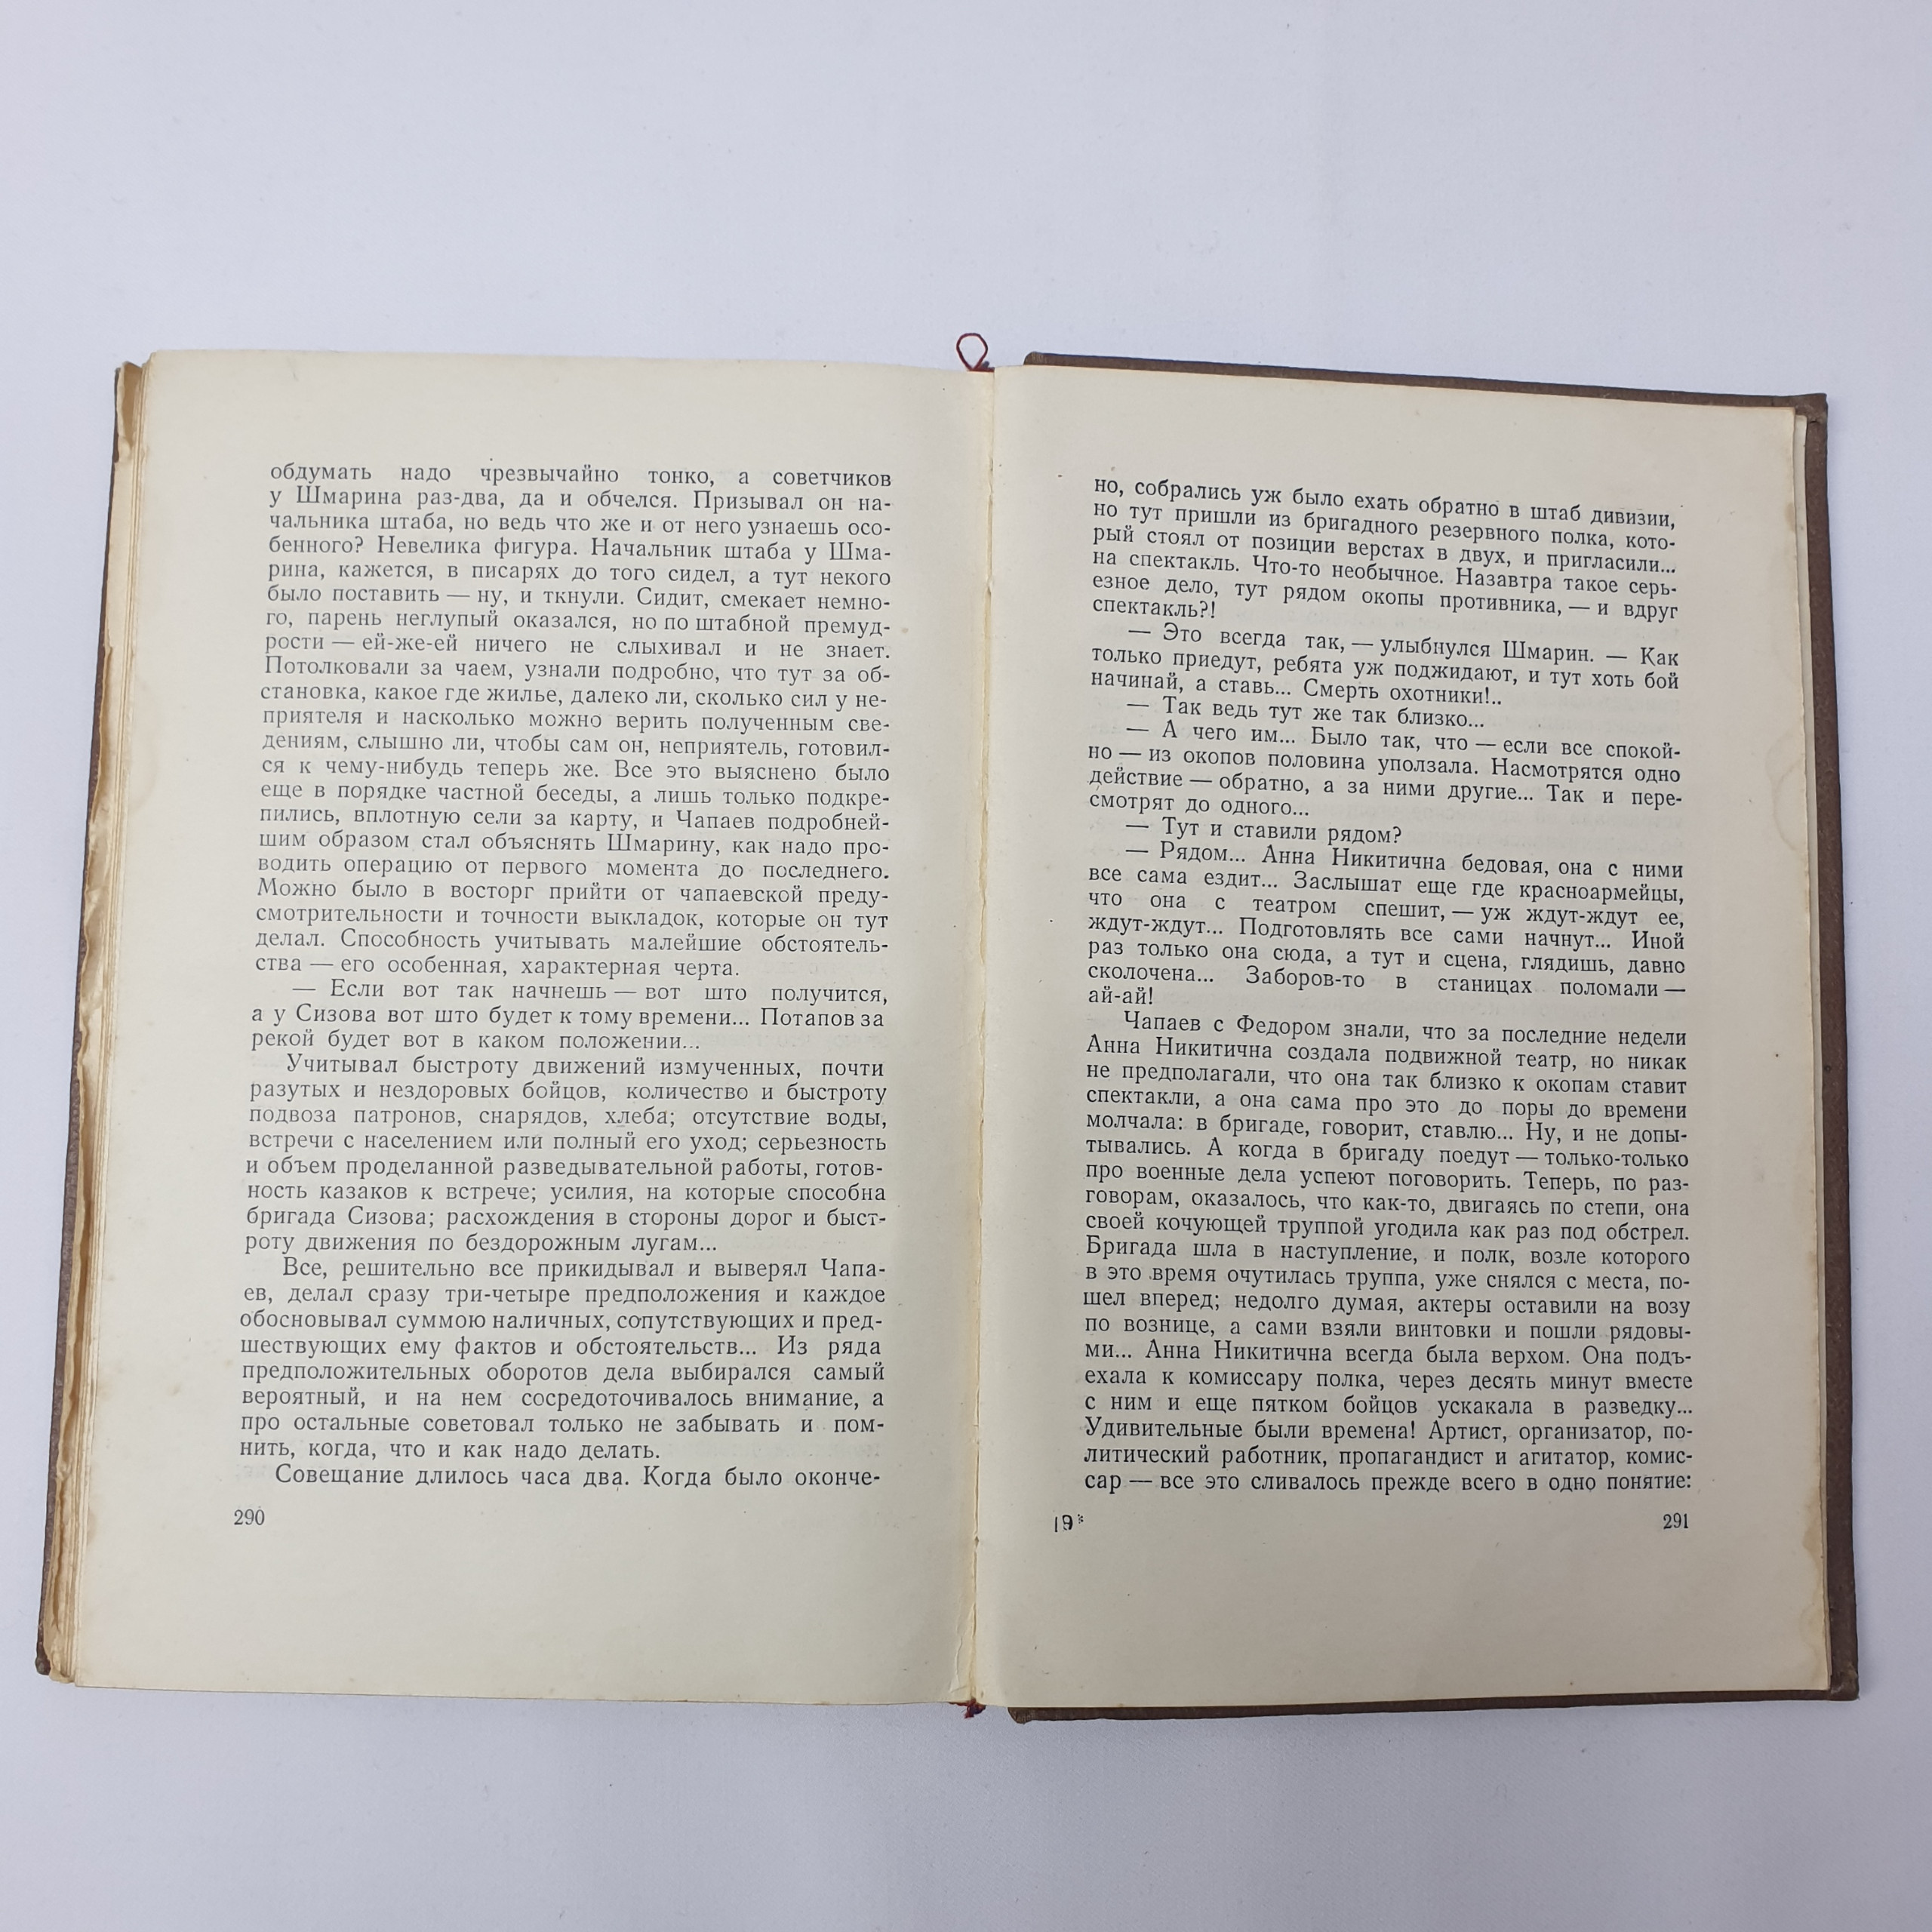 обдумать надо чрезвычайно тонко, а советчиков
у Шмарина раз-два, да и обчелся. Призывал он на-
чальника штаба, но ведь что же и от него узнаешь осо-
бенного? Невелика фигура. Начальник штаба у Шма-
рина, кажется, в писарях до того сидел, а тут некого
было поставить — ну, и ткнули. Сидит, смекает немно-
го, парень неглупый оказался, но по штабной премуд-
рости — ей-же-ей ничего не слыхивал и не знает.
Потолковали за чаем, узнали подробно, что тут за об-
становка, какое где жилье, далеко ли, сколько сил у не-
приятеля и насколько можно верить полученным све-
дениям, слышно ли, чтобы сам он, неприятель, готовил-
ся к чему-нибудь теперь же. Все это выяснено было
еще в порядке частной беседы, а лишь только подкре-
пились, вплотную сели за карту, и Чапаев подробней-
шим образом стал объяснять Шмарину, как надо про-
водить операцию от первого момента до последнего.
Можно было в восторг прийти от чапаевской преду-
смотрительности и точности выкладок, которые он тут
делал. Способность учитывать малейшие обстоятель-
ства — его особенная, характерная черта.
— Если вот так начнешь — вот што получится,
а у Сизова вот што будет к тому времени... Потапов за
рекой будет вот в каком положении...
Учитывал быстроту движений измученных, почти
разутых и нездоровых бойцов, количество и быстроту
подвоза патронов, снарядов, хлеба; отсутствие воды,
встречи с населением или полный его уход; серьезность
и объем проделанной разведывательной работы, готов-
ность казаков к встрече; усилия, на которые способна
бригада Сизова; расхождения в стороны дорог и быст-
роту движения по бездорожным лугам...
Все, решительно все прикидывал и выверял Чапа-
ев, делал сразу три-четыре предположения и каждое
обосновывал суммою наличных, сопутствующих и пред-
шествующих ему фактов и обстоятельств... Из ряда
предположительных оборотов дела выбирался самый
вероятный, и на нем сосредоточивалось внимание, а
про остальные советовал только не забывать и пом-
нить, когда, что и как надо делать.
Совещание длилось часа два. Когда было оконче-
290
но, собрались уж было ехать обратно в штаб дивизии,
но тут пришли из бригадного резервного полка, кото-
рый стоял от позиции верстах в двух, и пригласили...
на спектакль. Что-то необычное. Назавтра такое серь-
езное дело, тут рядом окопы противника, — и вдруг
спектакль?!
— Это всегда так, — улыбнулся Шмарин. — Как
только приедут, ребята уж поджидают, и тут хоть бой
начинай, а ставь... Смерть охотники!..
— Так ведь тут же так близко...
— А чего им... Было так, что — если все спокой-
но — из окопов половина уползала. Насмотрятся одно
действие — обратно, а за ними другие... Так и пере-
смотрят до одного...
— Тут и ставили рядом?
— Рядом... Анна Никитична бедовая, она с ними
все сама ездит... Заслышат еще где красноармейцы,
что она с театром спешит, — уж ждут-ждут ее,
ждут-ждут... Подготовлять все сами начнут... Иной
раз только она сюда, а тут и сцена, глядишь, давно
сколочена... Заборов-то в станицах поломали —
ай-ай!
Чапаев с Федором знали, что за последние недели
Анна Никитична создала подвижной театр, но никак
не предполагали, что она так близко к окопам ставит
спектакли, а она сама про это до поры до времени
молчала: в бригаде, говорит, ставлю... Ну, и не допы-
тывались. А когда в бригаду поедут — только-только
про военные дела успеют поговорить. Теперь, по раз-
говорам, оказалось, что как-то, двигаясь по степи, она
своей кочующей труппой угодила как раз под обстрел.
Бригада шла в наступление, и полк, возле которого
в это время очутилась труппа, уже снялся с места, по-
шел вперед; недолго думая, актеры оставили на возу
по вознице, а сами взяли винтовки и пошли рядовы-
ми... Анна Никитична всегда была верхом. Она подъ-
ехала к комиссару полка, через десять минут вместе
с ним и еще пятком бойцов ускакала в разведку...
Удивительные были времена! Артист, организатор, по-
литический работник, пропагандист и агитатор, комис-
сар — все это сливалось прежде всего в одно понятие:
19*
291